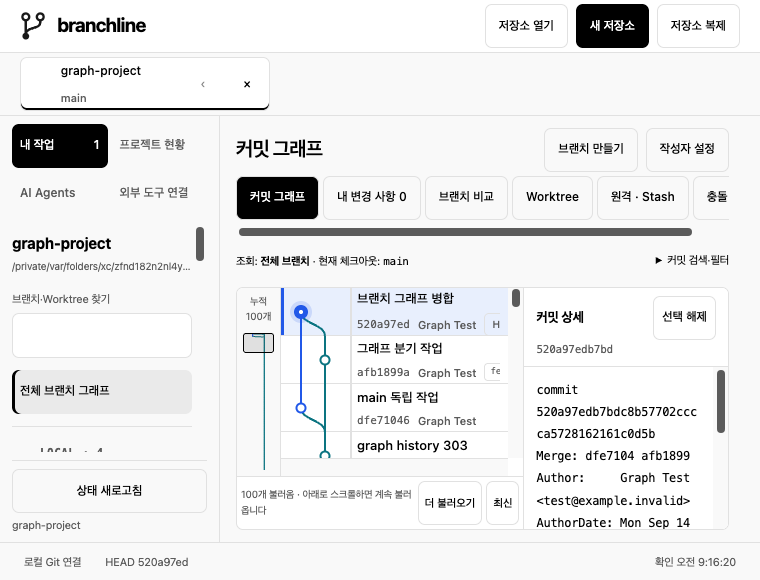 branchline
저장소 열기
새 저장소
저장소 복제
graph-project
main
‹
×
내 작업 1
프로젝트 현황
AI Agents
외부 도구 연결
graph-project
/private/var/folders/xc/zfnd182n2nl4y...
브랜치·Worktree 찾기
전체 브랜치 그래프
상태 새로고침
graph-project
커밋 그래프
브랜치 만들기
작성자 설정
커밋 그래프
내 변경 사항 0
브랜치 비교
Worktree
원격 · Stash
충돌
조회: 전체 브랜치 · 현재 체크아웃: main
▶ 커밋 검색·필터
누적
100개
브랜치 그래프 병합
520a97ed Graph Test H
그래프 분기 작업
afb1899a Graph Test fe
main 독립 작업
dfe71046 Graph Test
graph history 303
100개 불러옴 · 아래로 스크롤하면 계속 불러
옵니다
더 불러오기
최신
커밋 상세
선택 해제
520a97edb7bd
commit
520a97edb7bdc8b57702ccc
ca5728162161c0d5b
Merge: dfe7104 afb1899
Author: Graph Test
<test@example.invalid>
AuthorDate: Mon Sep 14
로컬 Git 연결
HEAD 520a97ed
확인 오전 9:16:20